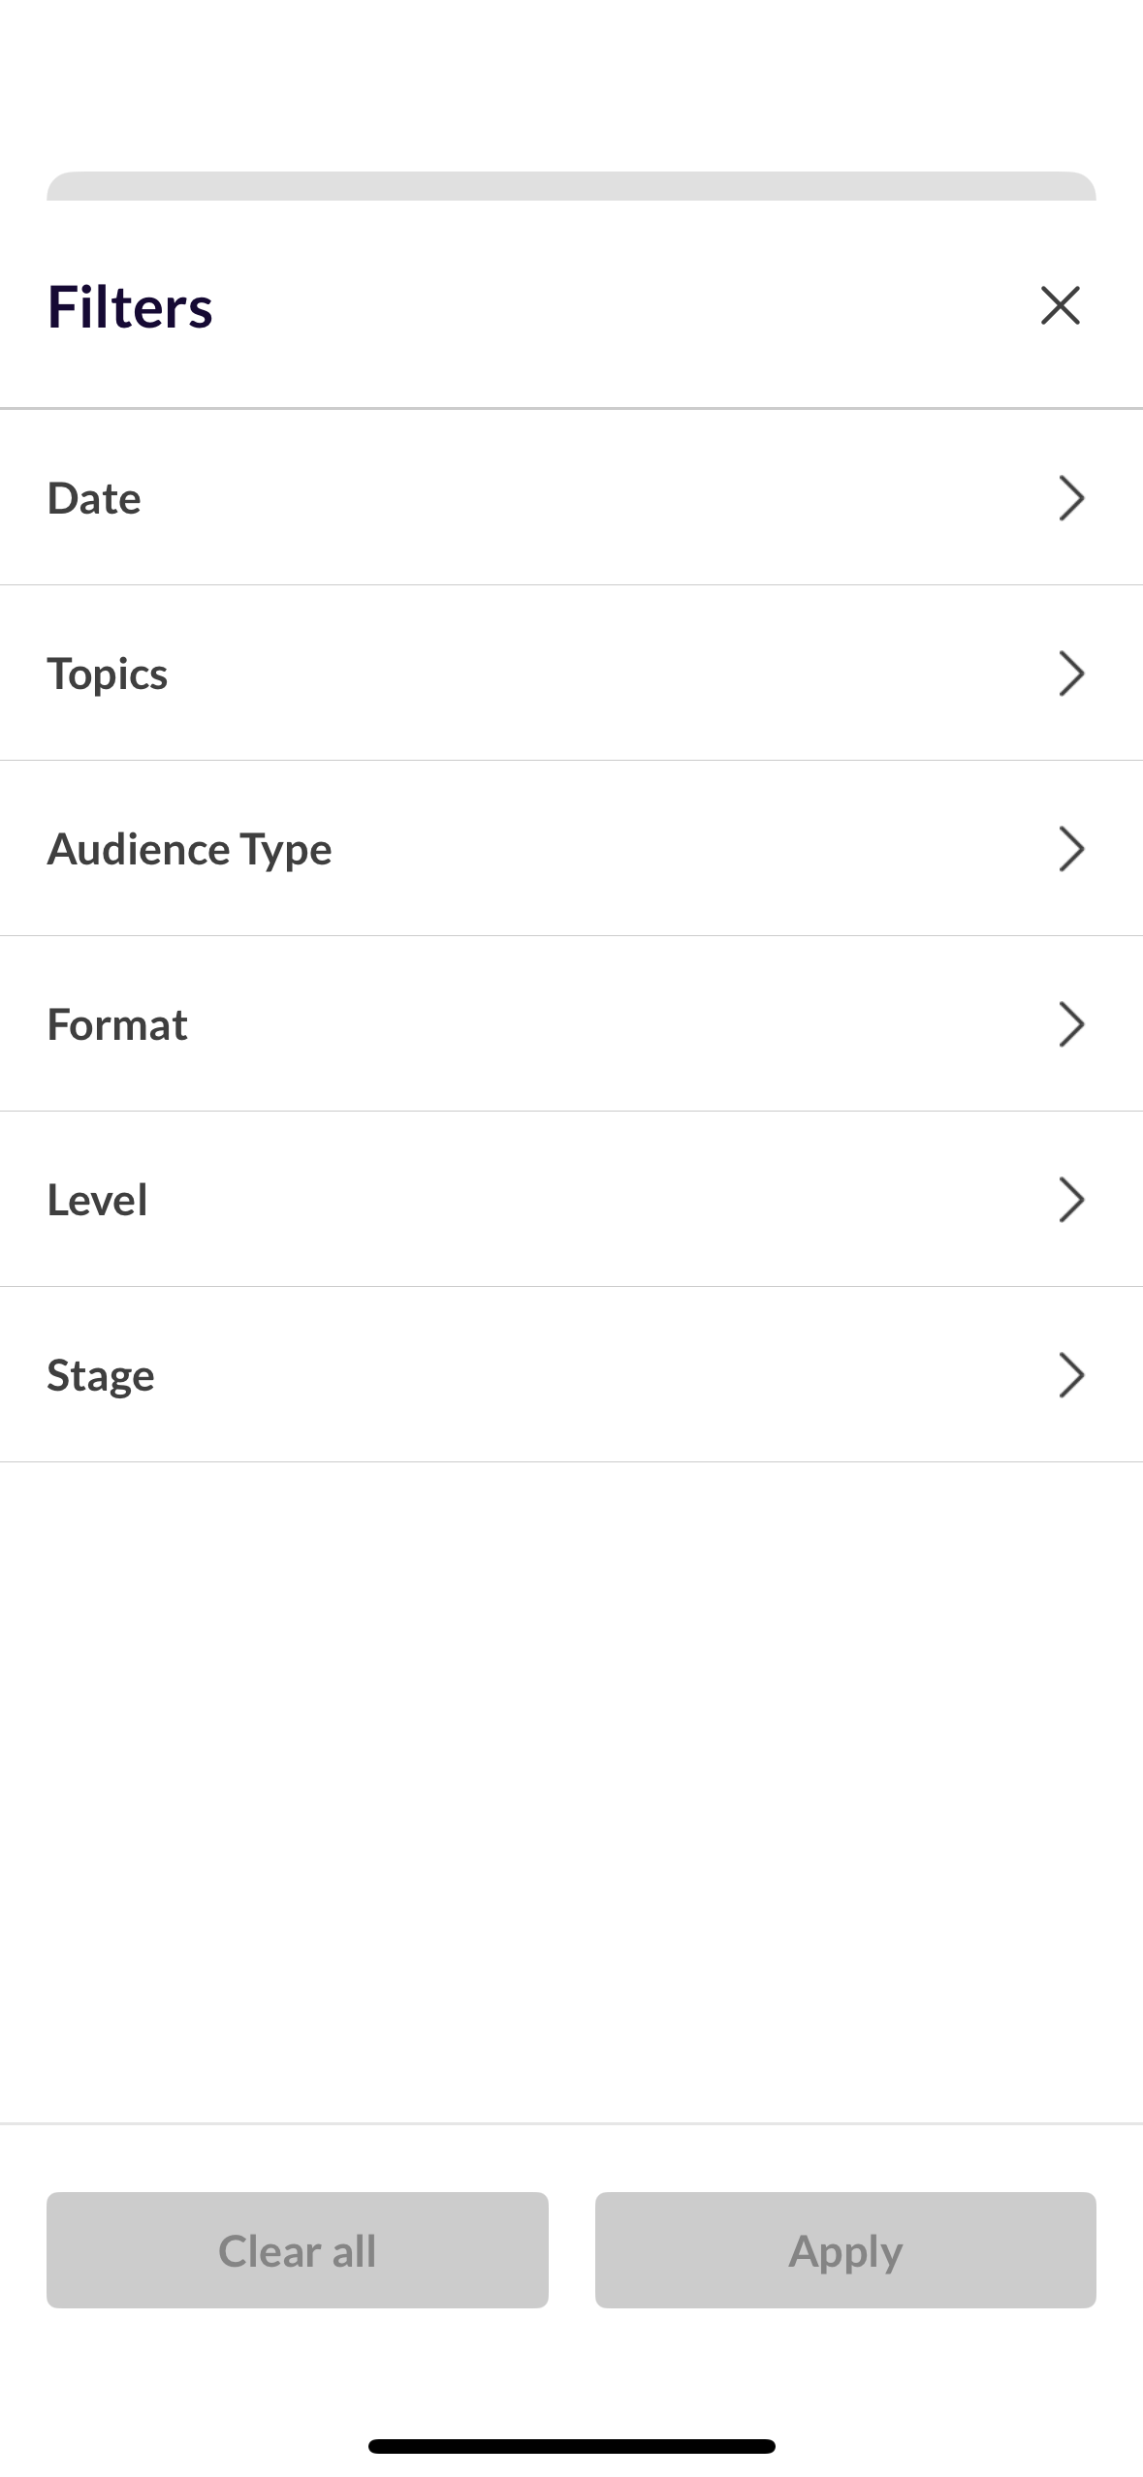 Filters
Date
Topics
Audience Type
Format
Level
Stage
Clear all
Apply